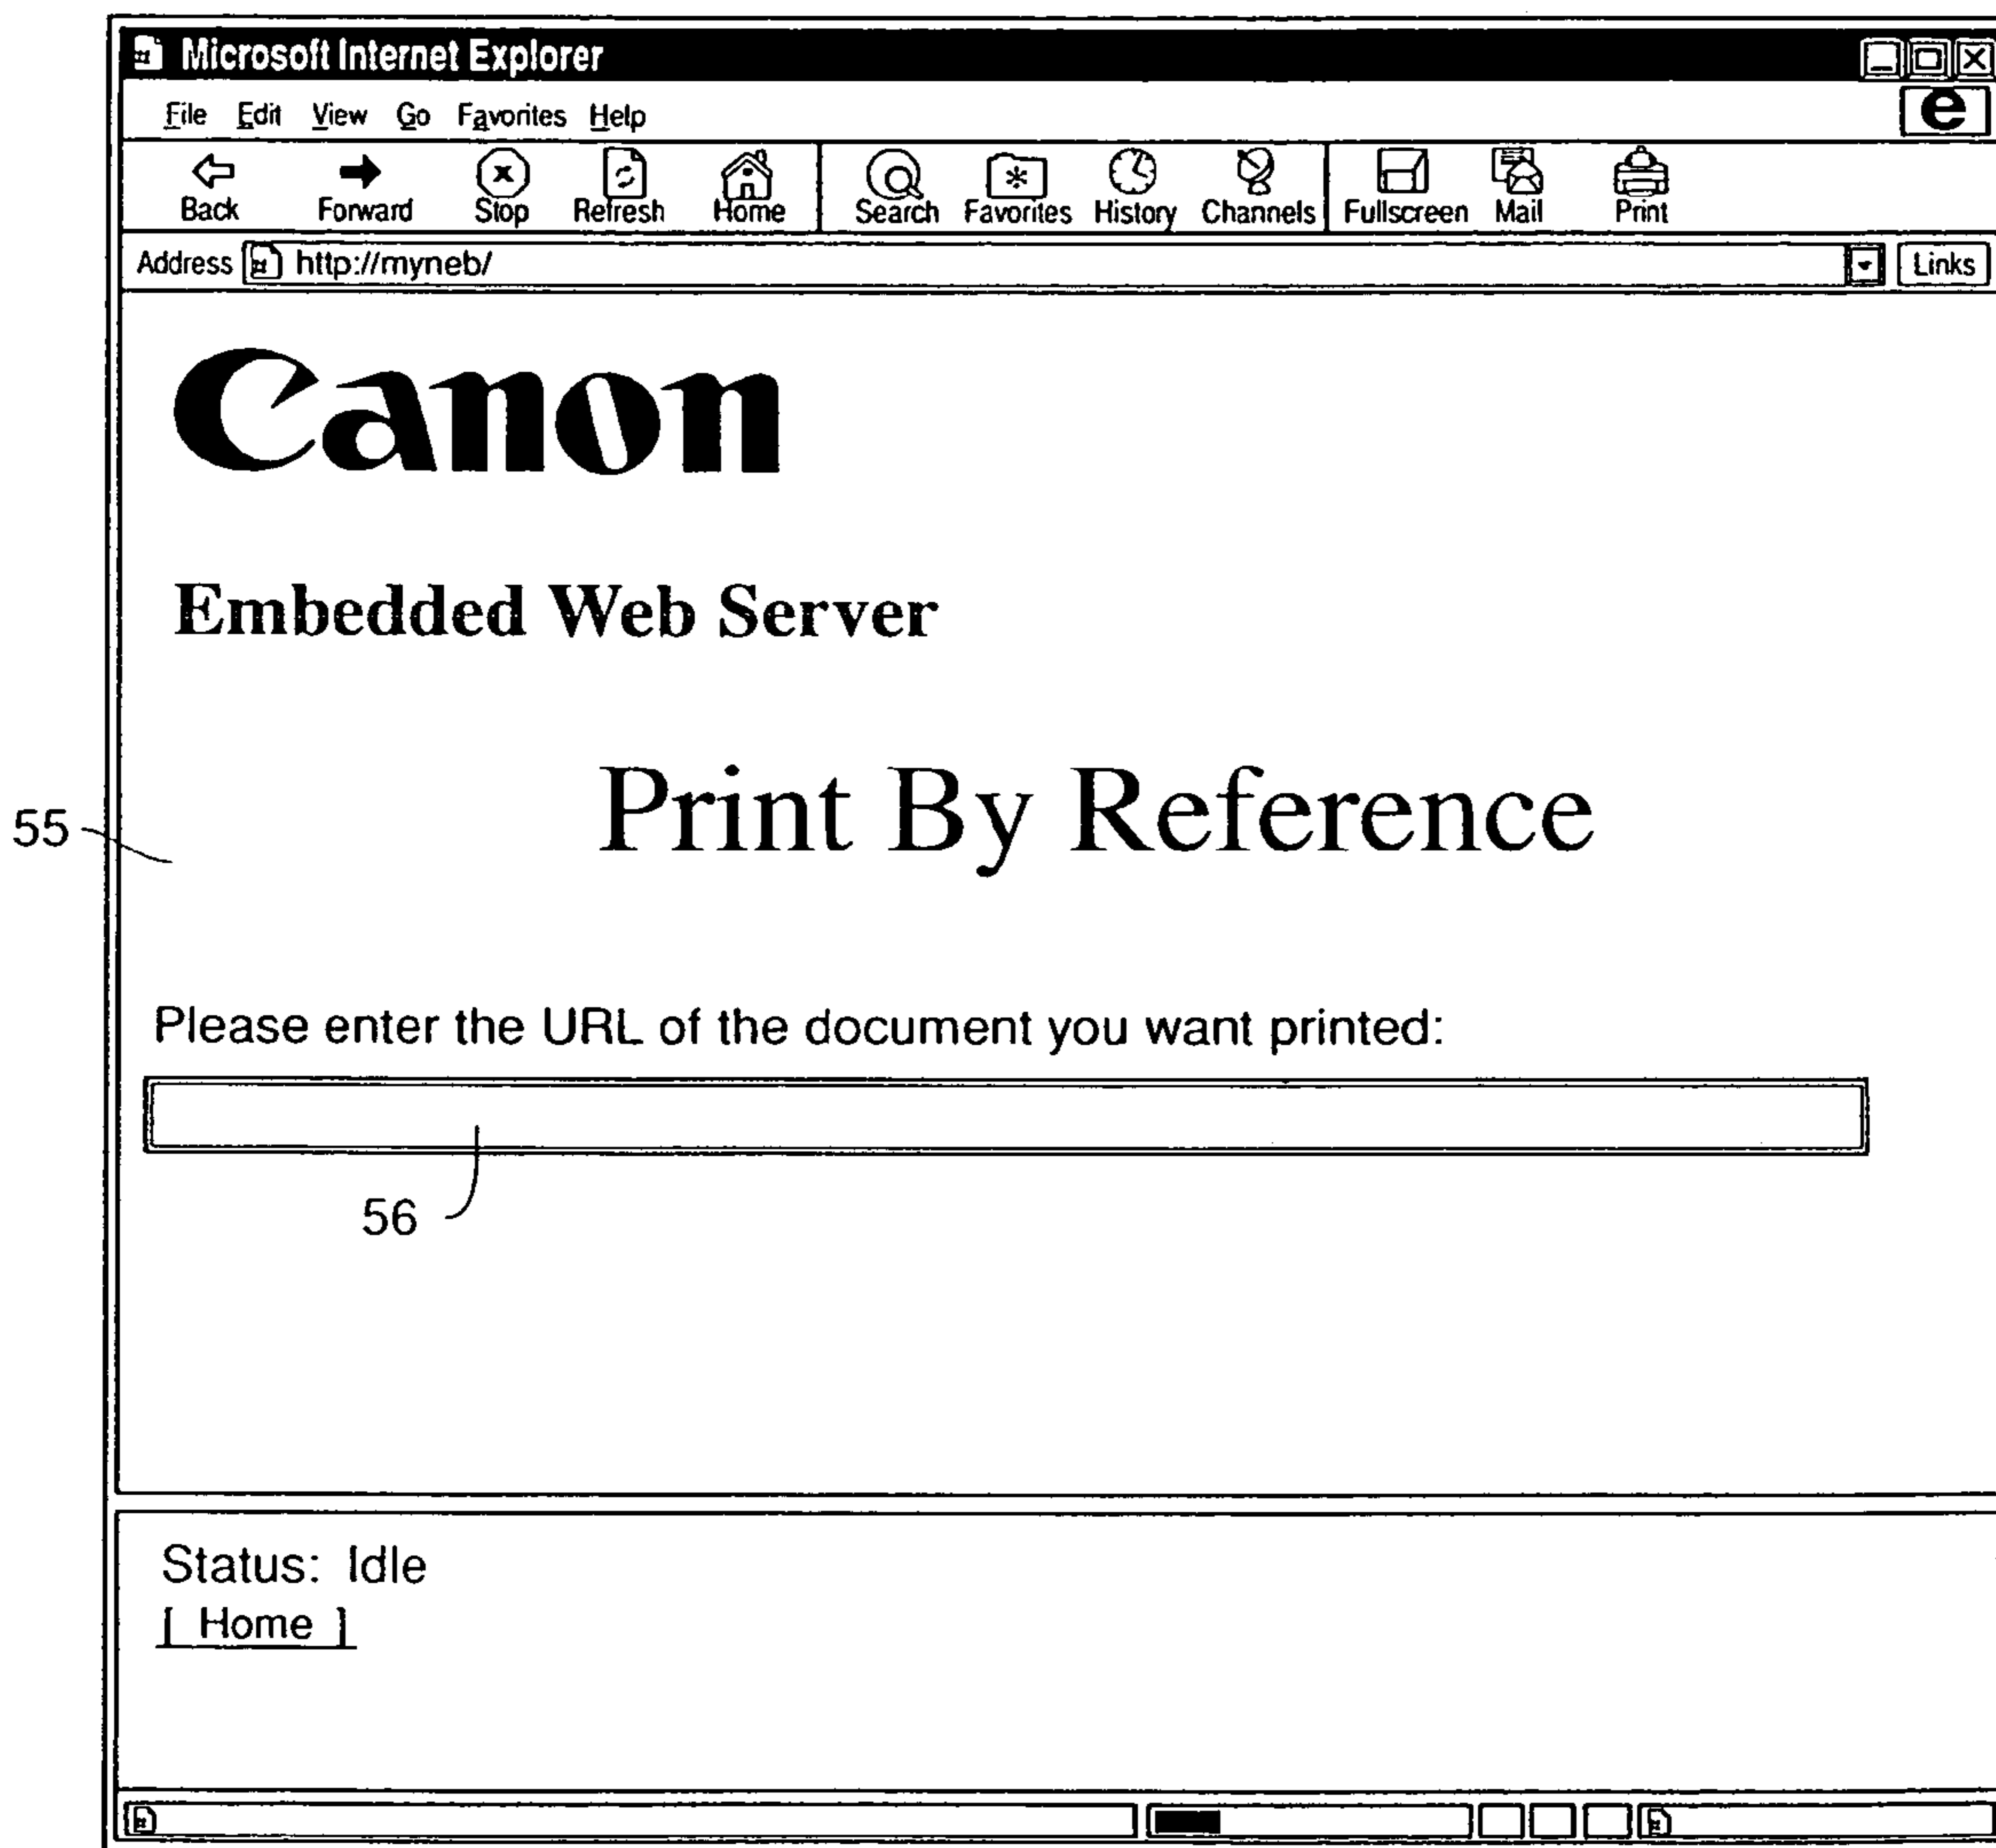 Microsoft Internet Explorer
File Edit View Go Favorites Help
e
Back Forward Stop Refresh Home Search Favorites History Channels Fullscreen Mail Print
Address http://myneb/ Links
Canon
Embedded Web Server
Print By Reference
55
Please enter the URL of the document you want printed:
56
Status: Idle
[ Home ]